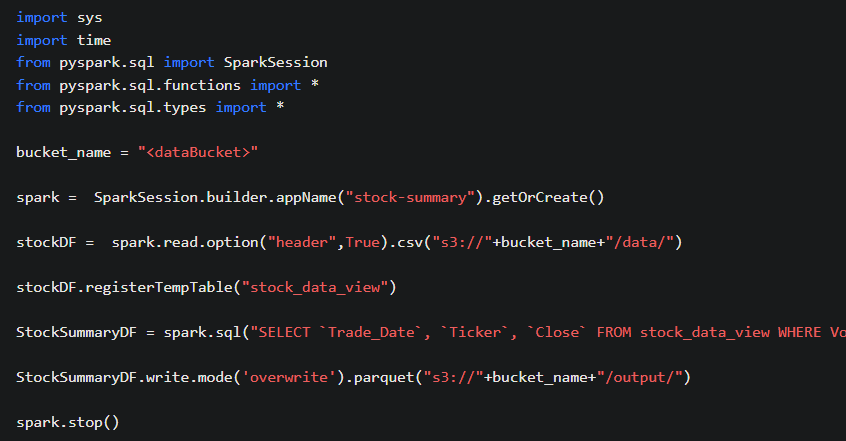 import sys
import time
from pyspark.sql import SparkSession
from pyspark.sql.functions import *
from pyspark.sql.types import *
bucket_name = "<dataBucket>"
spark =  SparkSession.builder.appName("stock-summary").getOrCreate()
stockDF =  spark.read.option("header",True).csv("s3://"+bucket_name+"/data/")
stockDF.registerTempTable("stock_data_view")
StockSummaryDF = spark.sql("SELECT `Trade_Date`, `Ticker`, `Close` FROM stock_data_view WHERE
StockSummaryDF.write.mode('overwrite').parquet("s3://"+bucket_name+"/output/")
spark.stop()